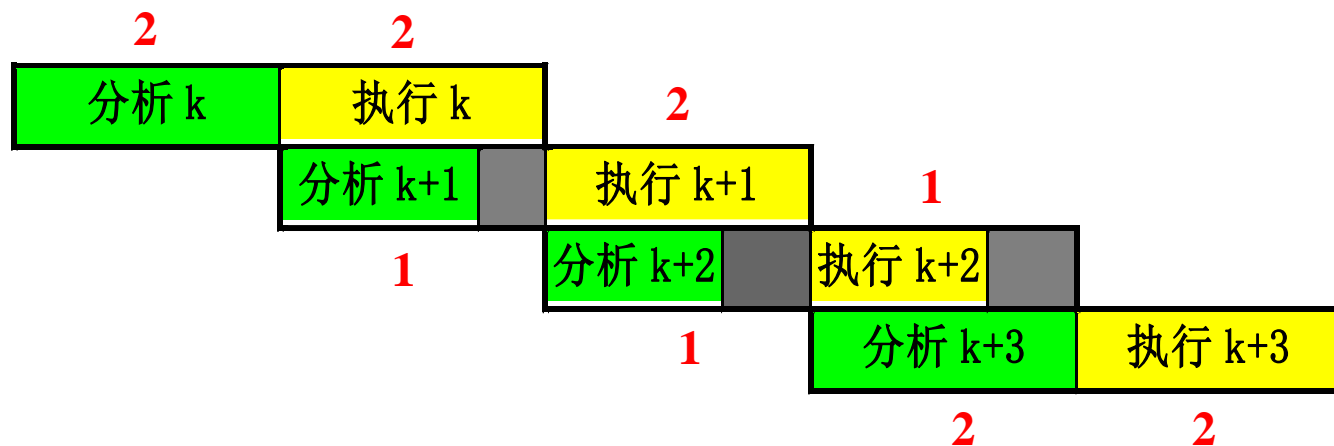 2 2
分析 k 执行 k
2
分析 k+1 执行 k+1
1
1
分析 k+2 执行 k+2
1
分析 k+3 执行 k+3
2 2